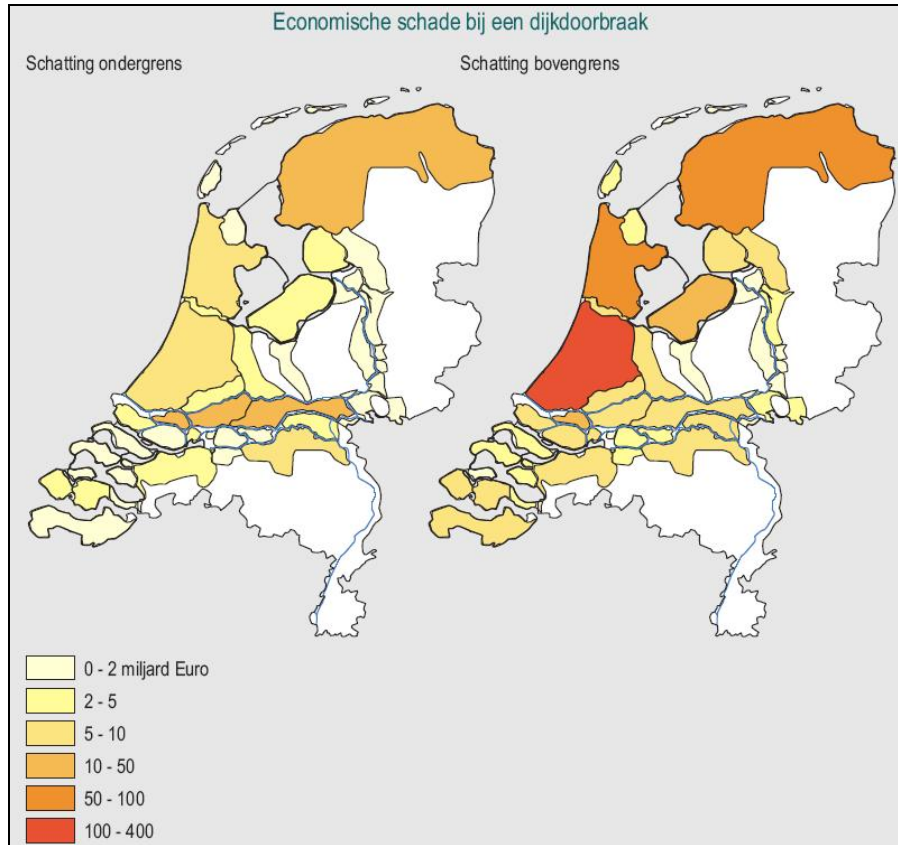 Economische schade bij een dijkdoorbraak
Schatting ondergrens
Schatting bovengrens
0 - 2 miljard Euro
2 - 5
5 - 10
10 - 50
50 - 100
100 - 400